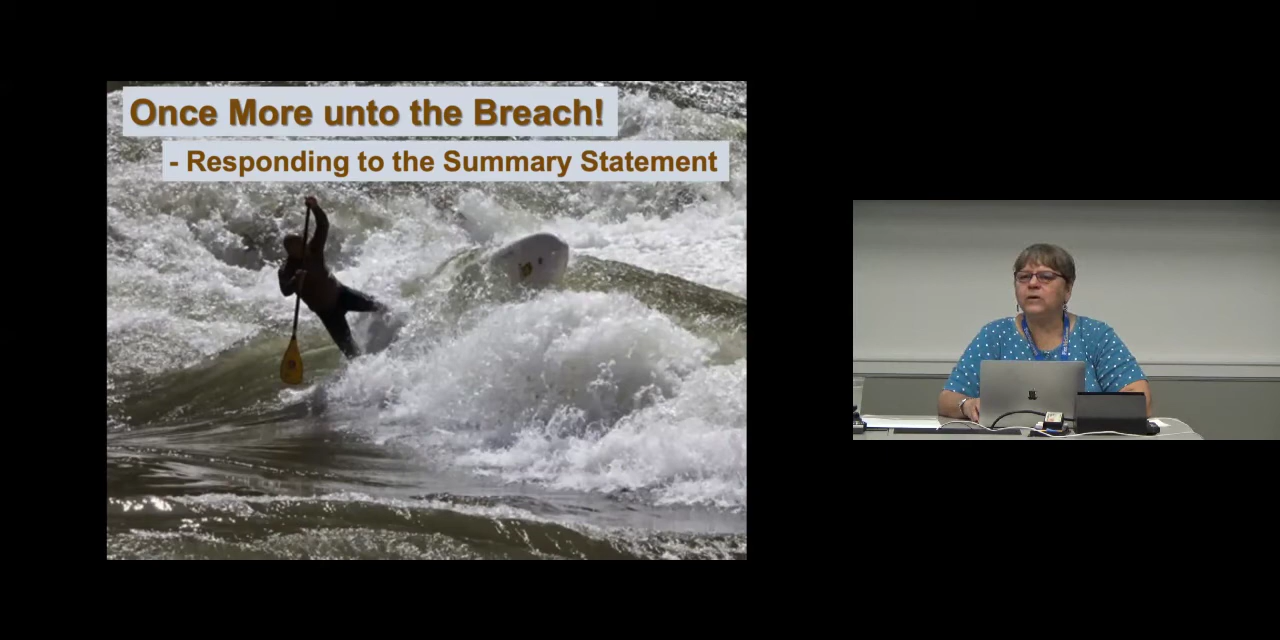 Once More unto the Breach!
- Responding to the Summary Statement